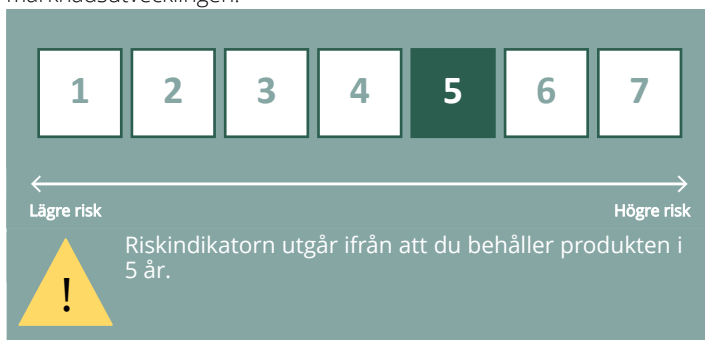 marknadsutvecklingen.
1 2 3 4 5 6 7
Lägre risk Högre risk
Riskindikatorn utgår ifrån att du behåller produkten i
5 år.
!